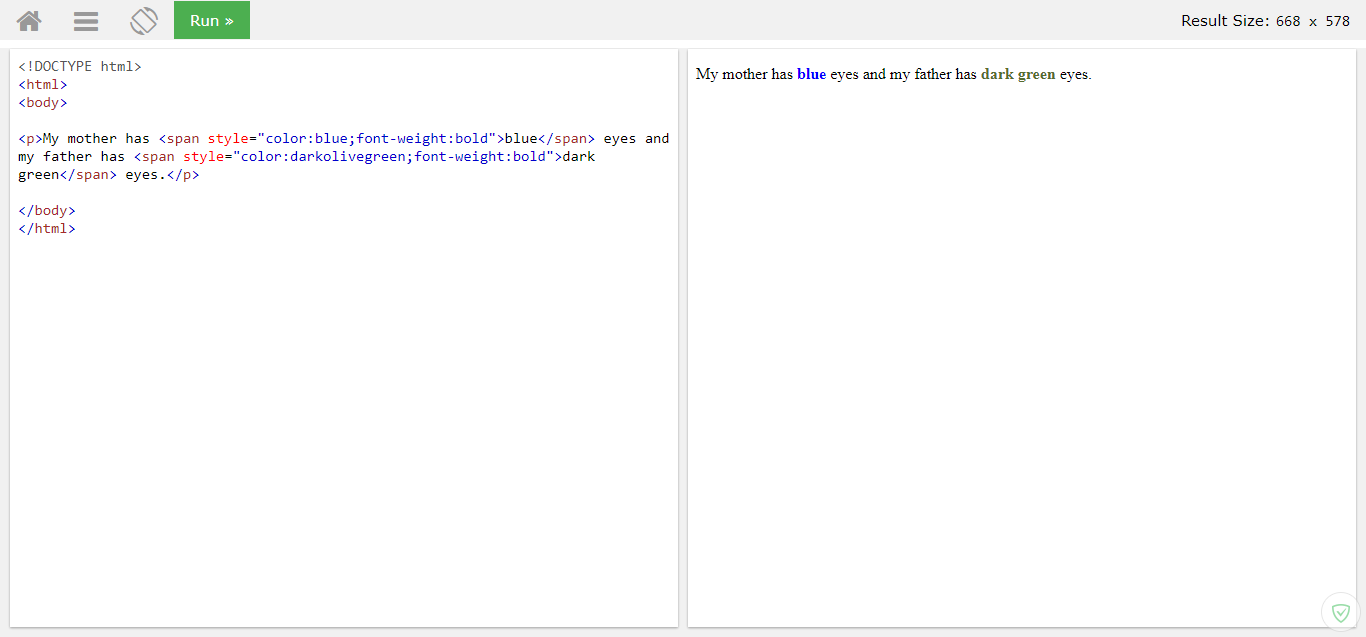 Run »
Result Size: 668 x 578
<!DOCTYPE html>
<html>
<body>
<p>My mother has <span style="color:blue;font-weight:bold">blue</span> eyes and
my father has <span style="color:darkolivegreen;font-weight:bold">dark
green</span> eyes.</p>
</body>
</html>
My mother has blue eyes and my father has dark green eyes.